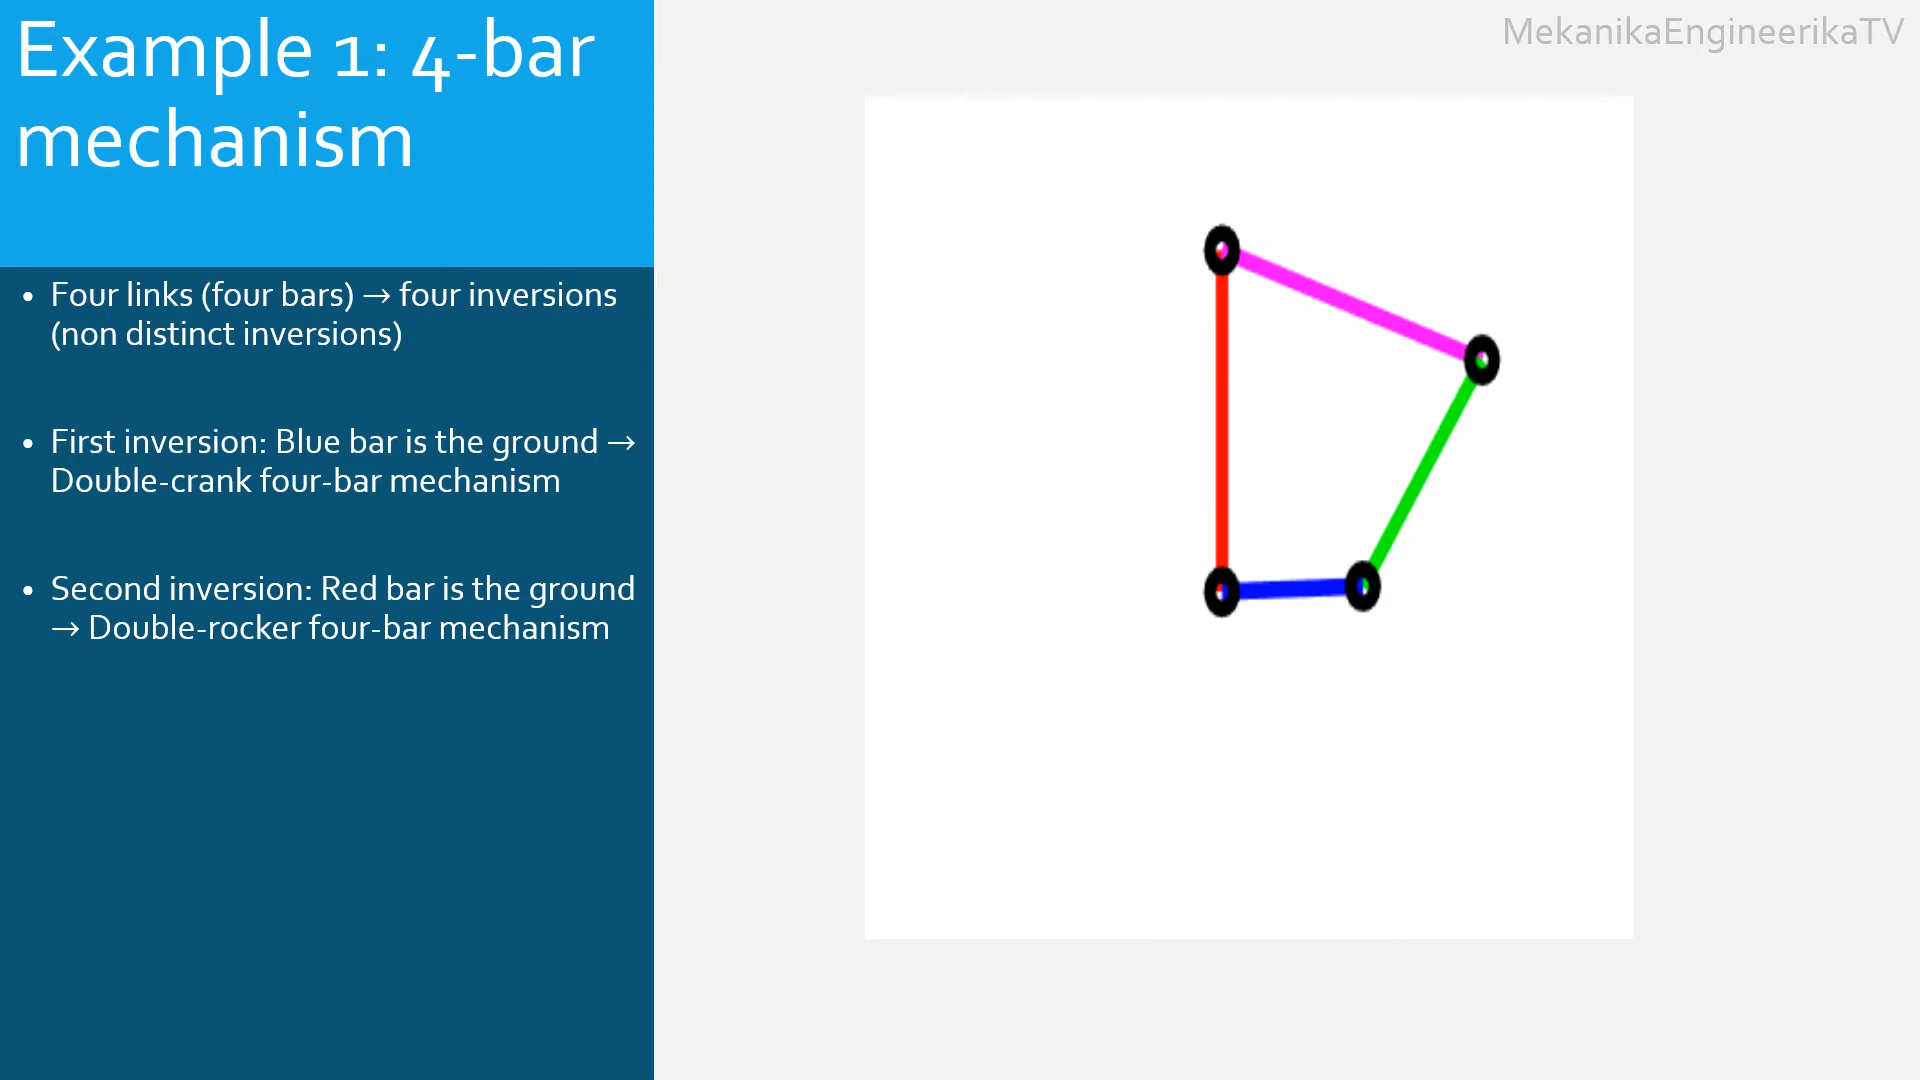 Example 1: 4-bar
mechanism
MekanikaEngineerikaTV
• Four links (four bars) → four inversions
(non distinct inversions)
• First inversion: Blue bar is the ground →
Double-crank four-bar mechanism
• Second inversion: Red bar is the ground
→ Double-rocker four-bar mechanism